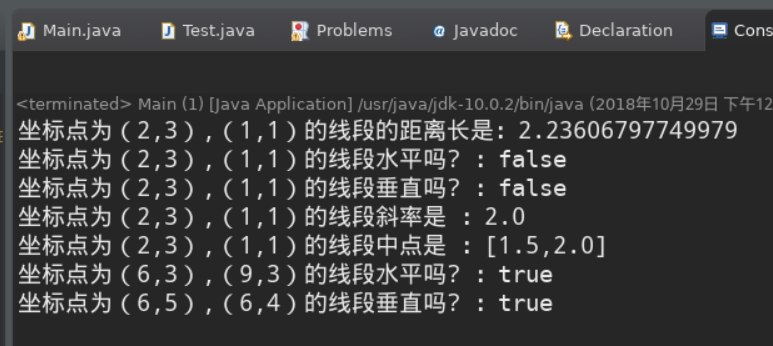 Main.java Test.java Problems Javadoc Declaration Cons
<terminated> Main (1) [Java Application] /usr/java/jdk-10.0.2/bin/java (2018年10月29日 下午12
坐标点为(2,3),(1,1)的线段的距离长是: 2.23606797749979
坐标点为(2,3),(1,1)的线段水平吗? : false
坐标点为(2,3),(1,1)的线段垂直吗? : false
坐标点为(2,3),(1,1)的线段斜率是 : 2.0
坐标点为(2,3),(1,1)的线段中点是 : [1.5,2.0]
坐标点为(6,3),(9,3)的线段水平吗? : true
坐标点为(6,5),(6,4)的线段垂直吗? : true